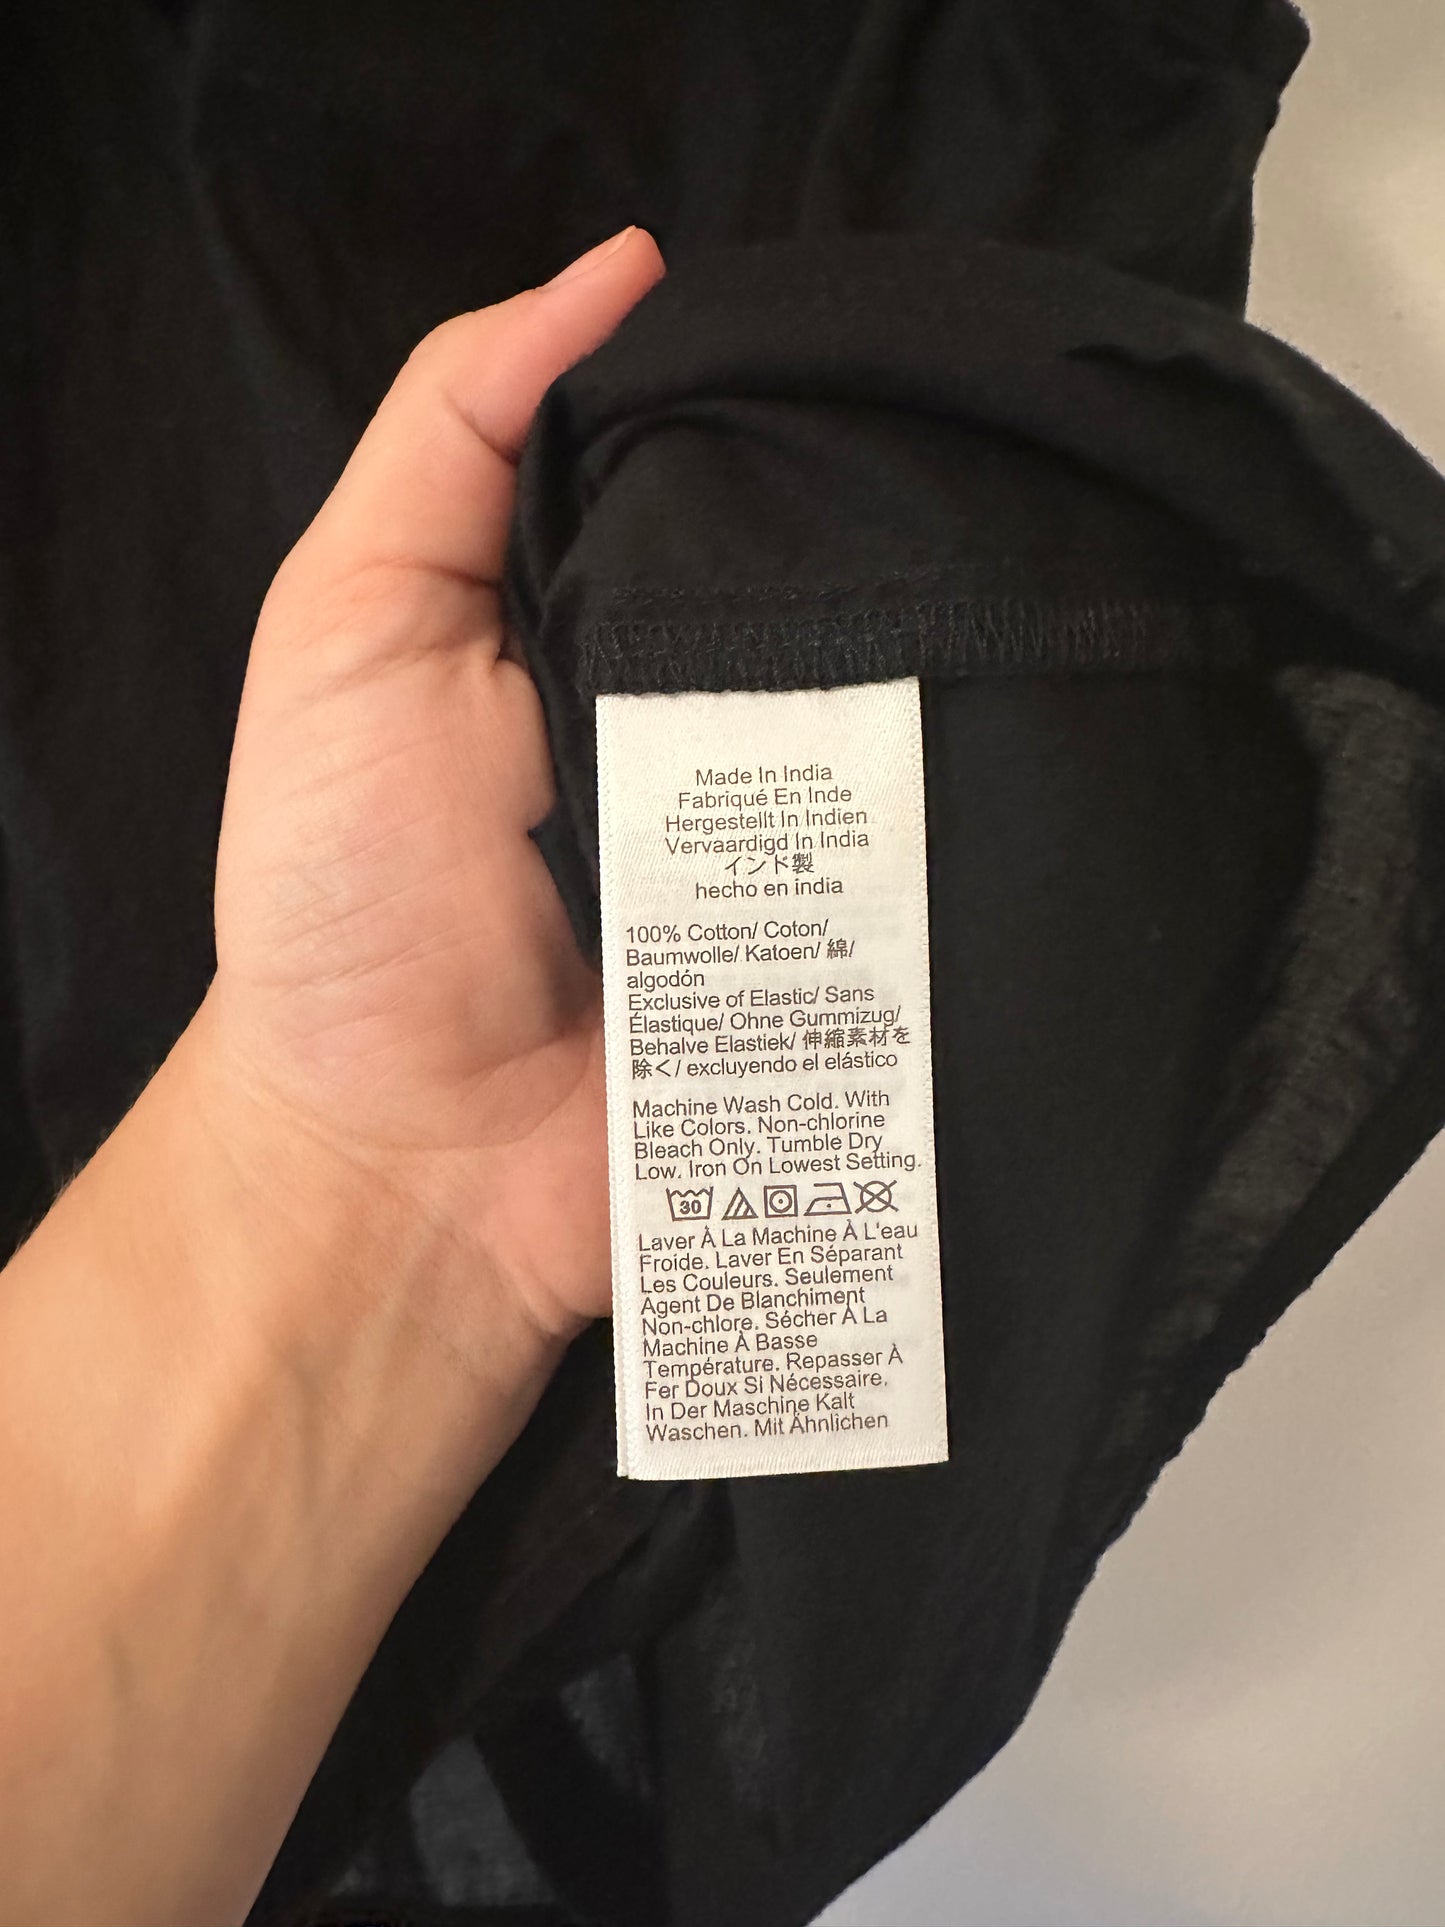 Made In India
Fabriqué En Inde
Hergestellt In Indien
Vervaardigd In India
インド製
hecho en india
100% Cotton/ Coton/
Baumwolle/ Katoen/ 綿/
algodón
Exclusive of Elastic/ Sans
Élastique/ Ohne Gummizug/
Behalve Elastiek/ 伸縮素材を
除く/ excluyendo el elástico
Machine Wash Cold. With
Like Colors. Non-chlorine
Bleach Only. Tumble Dry
Low. Iron On Lowest Setting.
30
Laver À La Machine À L'eau
Froide. Laver En Séparant
Les Couleurs. Seulement
Agent De Blanchiment
Non-chlore. Sécher À La
Machine À Basse
Température. Repasser À
Fer Doux Si Nécessaire.
In Der Maschine Kalt
Waschen. Mit Ähnlichen